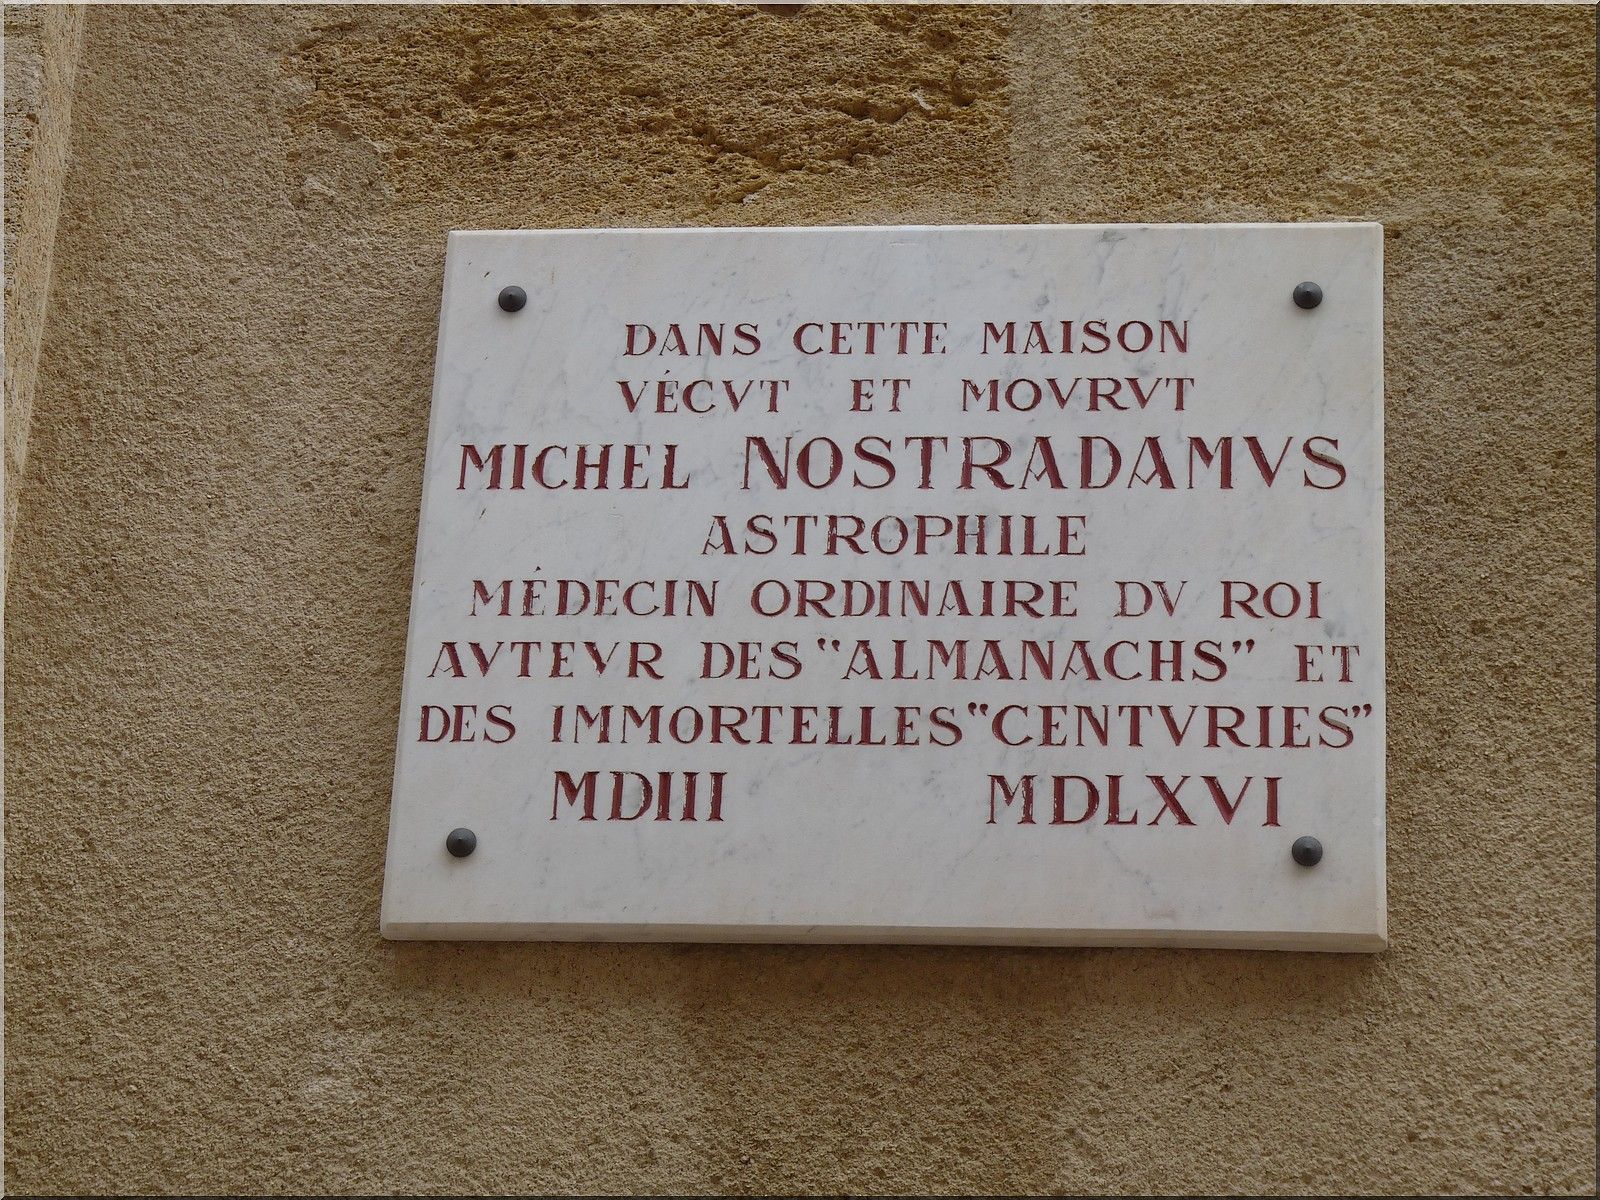 DANS CETTE MAISON
VÉCVT ET MOVRVT
MICHEL NOSTRADAMVS
ASTROPHILE
MÉDECIN ORDINAIRE DV ROI
AVTEVR DES "ALMANACHS" ET
DES IMMORTELLES "CENTVRIES"
MDIII MDLXVI